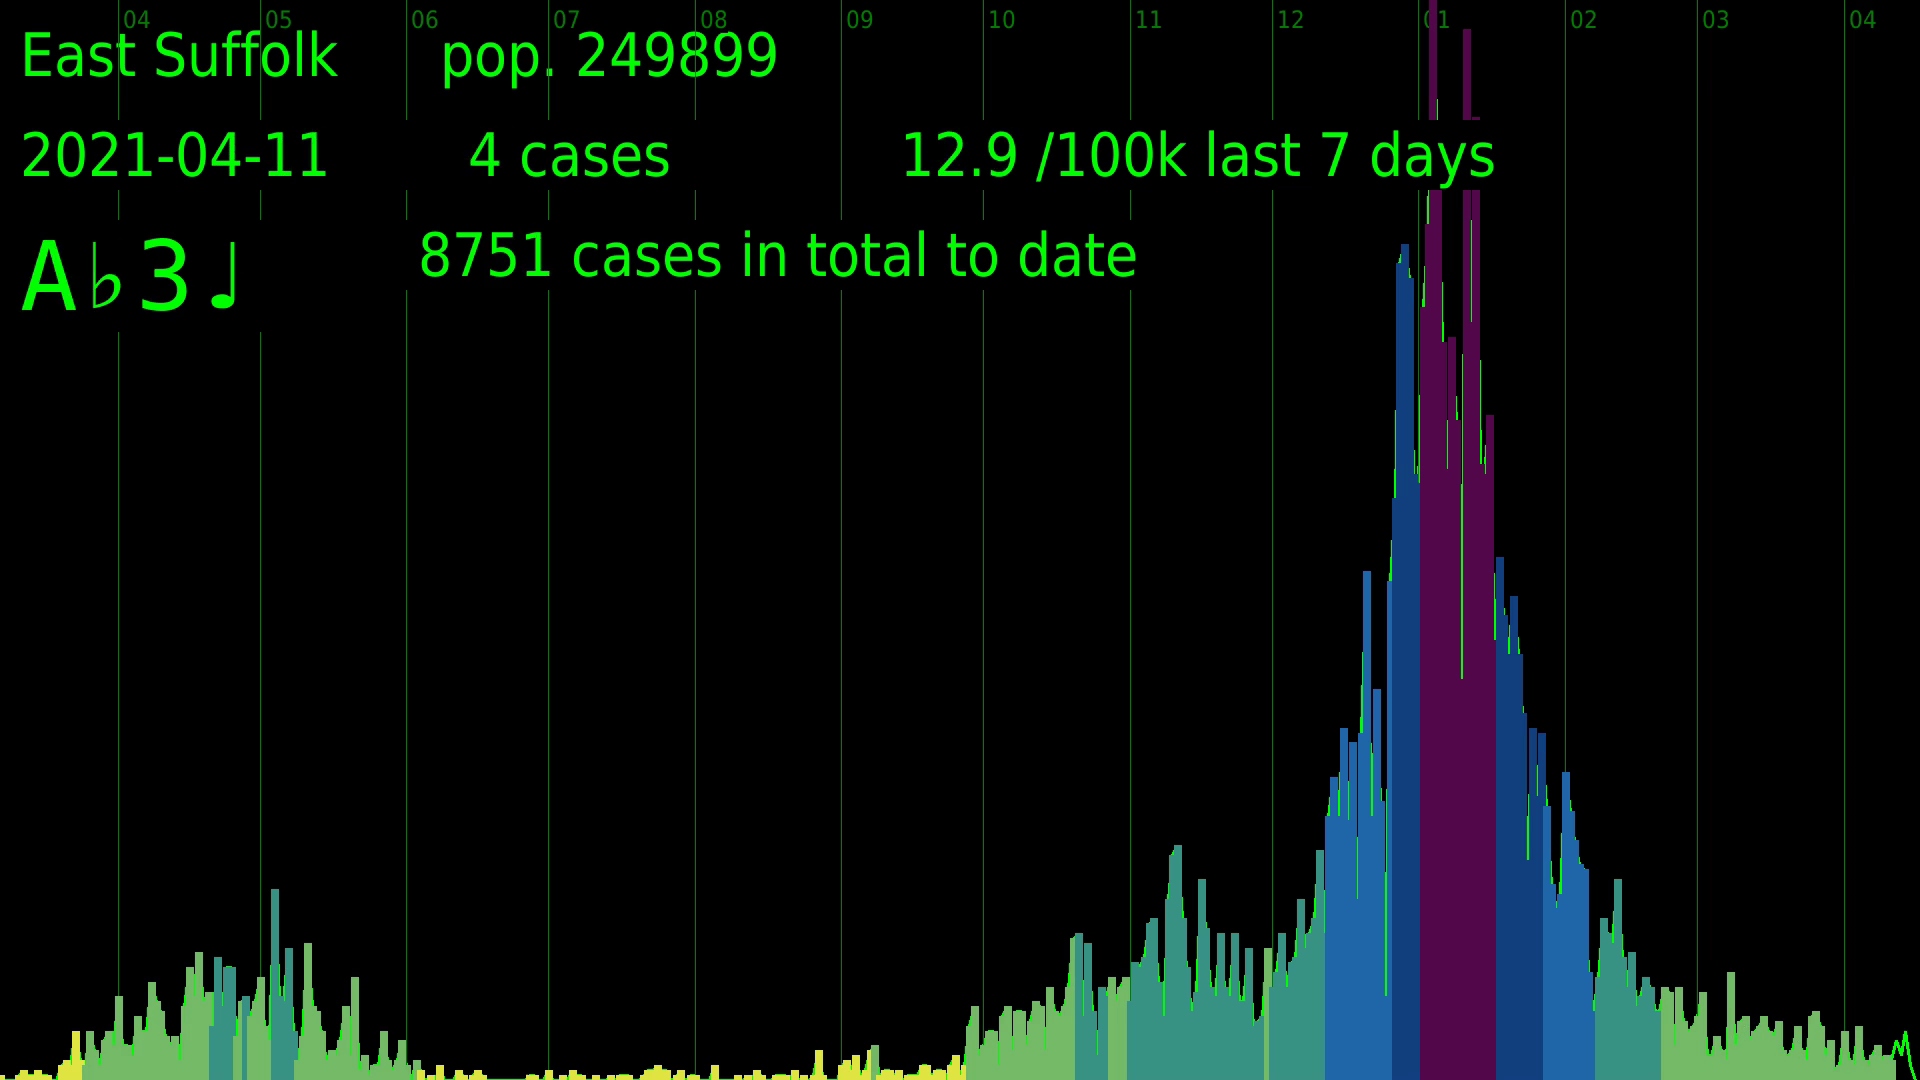 04 05 06 07 08 09 10 11 12 01 02 03 04
East Suffolk pop. 249899
2021-04-11 4 cases 12.9 /100k last 7 days
A♭3♩ 8751 cases in total to date